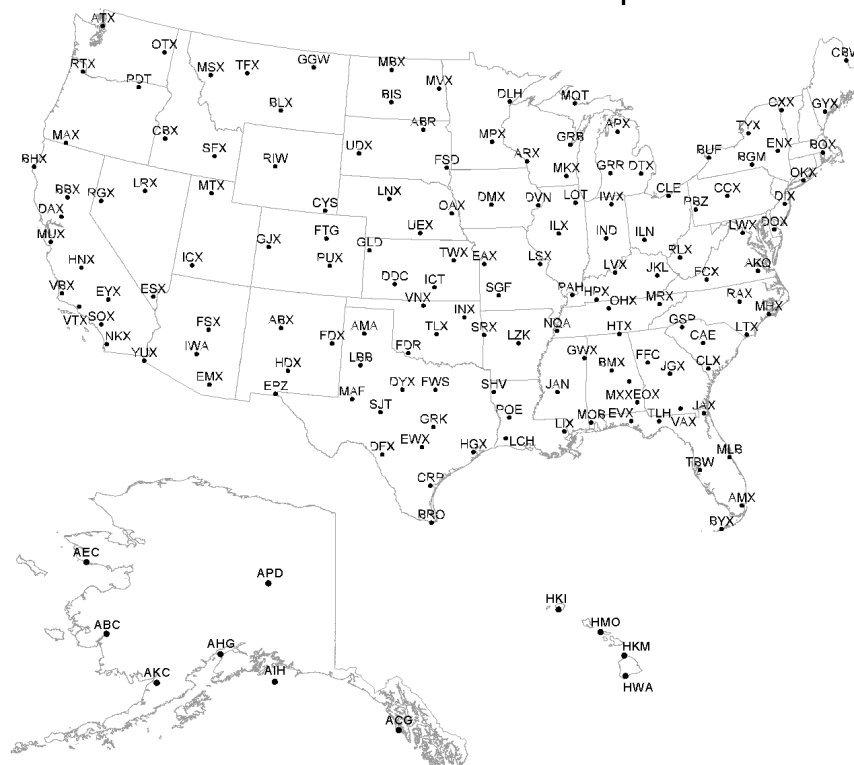 ATX
CBW
OTX
RTX
MSX
TFX
GGW
MBX
PDT
MVX
BIS
DLH
MQT
CXX
GYX
BLX
ABR
APX
TYX
MAX
CBX
MPX
GRB
ENX
BOX
SFX
UDX
BUF
BGM
BHX
RIW
FSD
ARX
MKX
GRR
DTX
OKX
BBX
RGX
LRX
MTX
LNX
CLE
CCX
DIX
DAX
CYS
OAX
DMX
DVN
LOT
IWX
PBZ
MUX
FTG
UEX
ILX
IND
ILN
LWX
DOX
GJX
GLD
HNX
ICX
PUX
TWX
EAX
LSX
RLX
LVX
JKL
AKQ
VBX
EYX
ESX
DDC
ICT
SGF
PAH
HPX
FCX
VNX
OHX
MRX
RAX
MHX
VTX
SOX
FSX
ABX
INX
NKX
FDX
AMA
TLX
SRX
NQA
HTX
GSP
LTX
YUX
IWA
LZK
CAE
FDR
GWX
FFC
HDX
LBB
BMX
JGX
CLX
EMX
EPZ
MAF
DYX
FWS
SHV
JAN
MXX
EOX
SJT
POE
MOB
EVX
TLH
JAX
GRK
LIX
VAX
DFX
EWX
HGX
LCH
MLB
CRP
TBW
AMX
BRO
BYX
AEC
APD
HKI
ABC
HMO
AHG
HKM
AKC
AIH
HWA
ACG